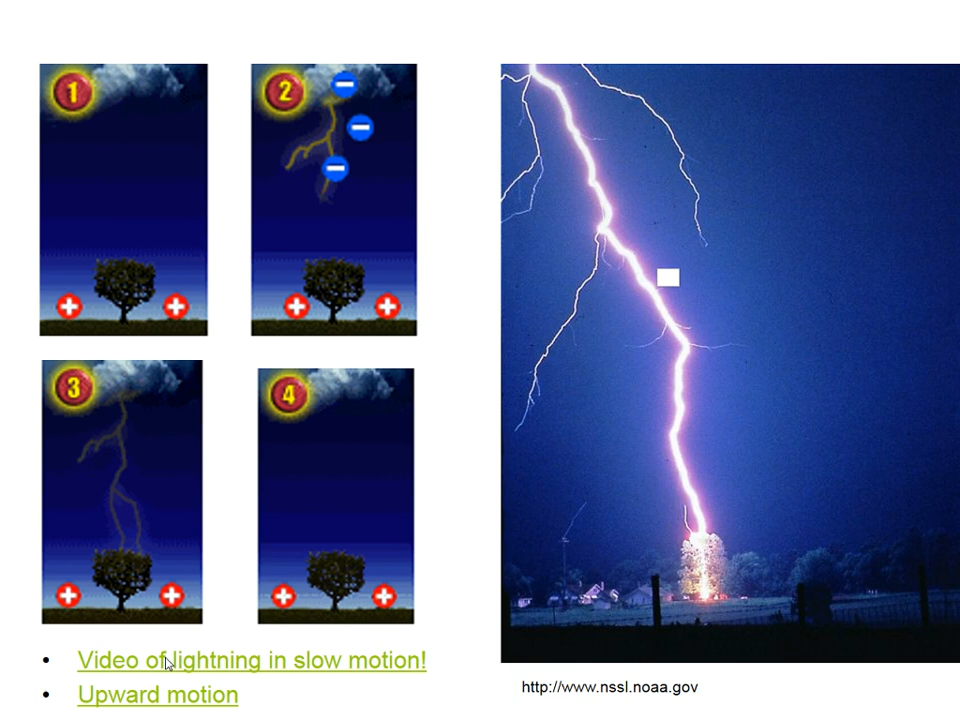 1
2
3
4
• Video of lightning in slow motion!
• Upward motion
http://www.nssl.noaa.gov